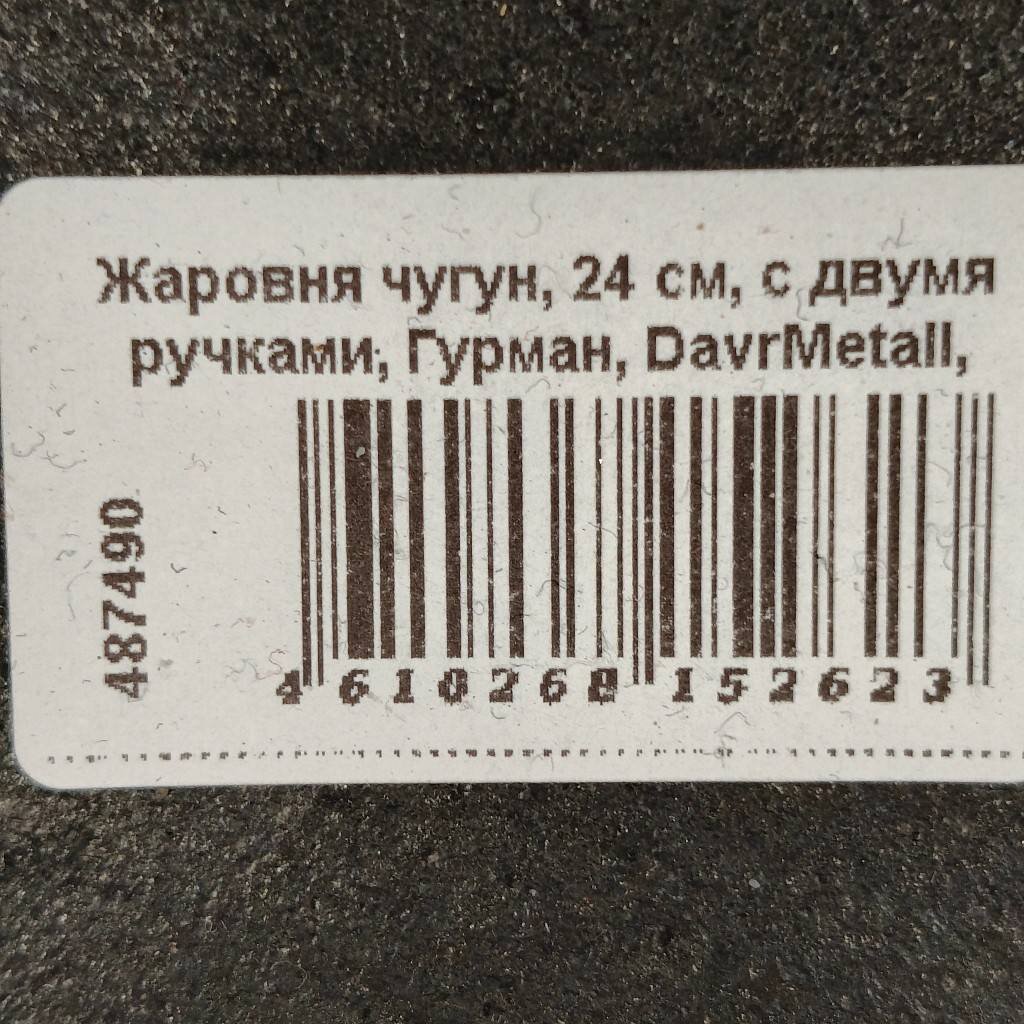 Жаровня чугун, 24 см, с двумя
ручками, Гурман, DavrMetall,
487490
4 610268 152623